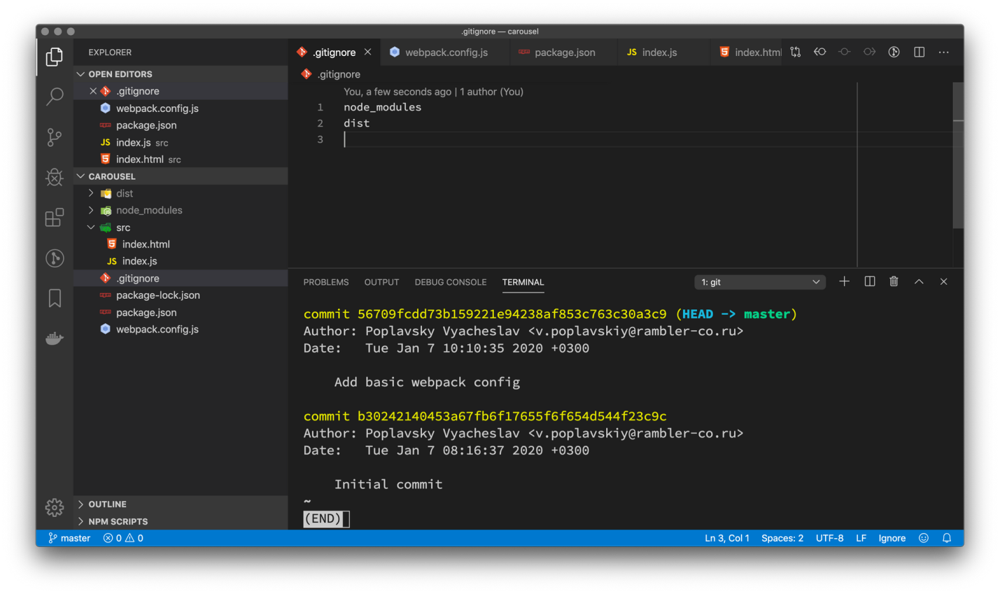 .gitignore — carousel
EXPLORER
OPEN EDITORS
.gitignore
webpack.config.js
package.json
JS index.js src
index.html src
CAROUSEL
dist
node_modules
src
index.html
JS index.js
.gitignore
package-lock.json
package.json
webpack.config.js
OUTLINE
NPM SCRIPTS
.gitignore webpack.config.js package.json JS index.js index.html
.gitignore
You, a few seconds ago | 1 author (You)
1 node_modules
2 dist
3
PROBLEMS OUTPUT DEBUG CONSOLE TERMINAL 1: git
commit 56709fcdd73b159221e94238af853c763c30a3c9 (HEAD -> master)
Author: Poplavsky Vyacheslav <v.poplavskiy@rambler-co.ru>
Date: Tue Jan 7 10:10:35 2020 +0300
Add basic webpack config
commit b30242140453a67fb6f17655f6f654d544f23c9c
Author: Poplavsky Vyacheslav <v.poplavskiy@rambler-co.ru>
Date: Tue Jan 7 08:16:37 2020 +0300
Initial commit
~
(END)
master 0 0 Ln 3, Col 1 Spaces: 2 UTF-8 LF Ignore